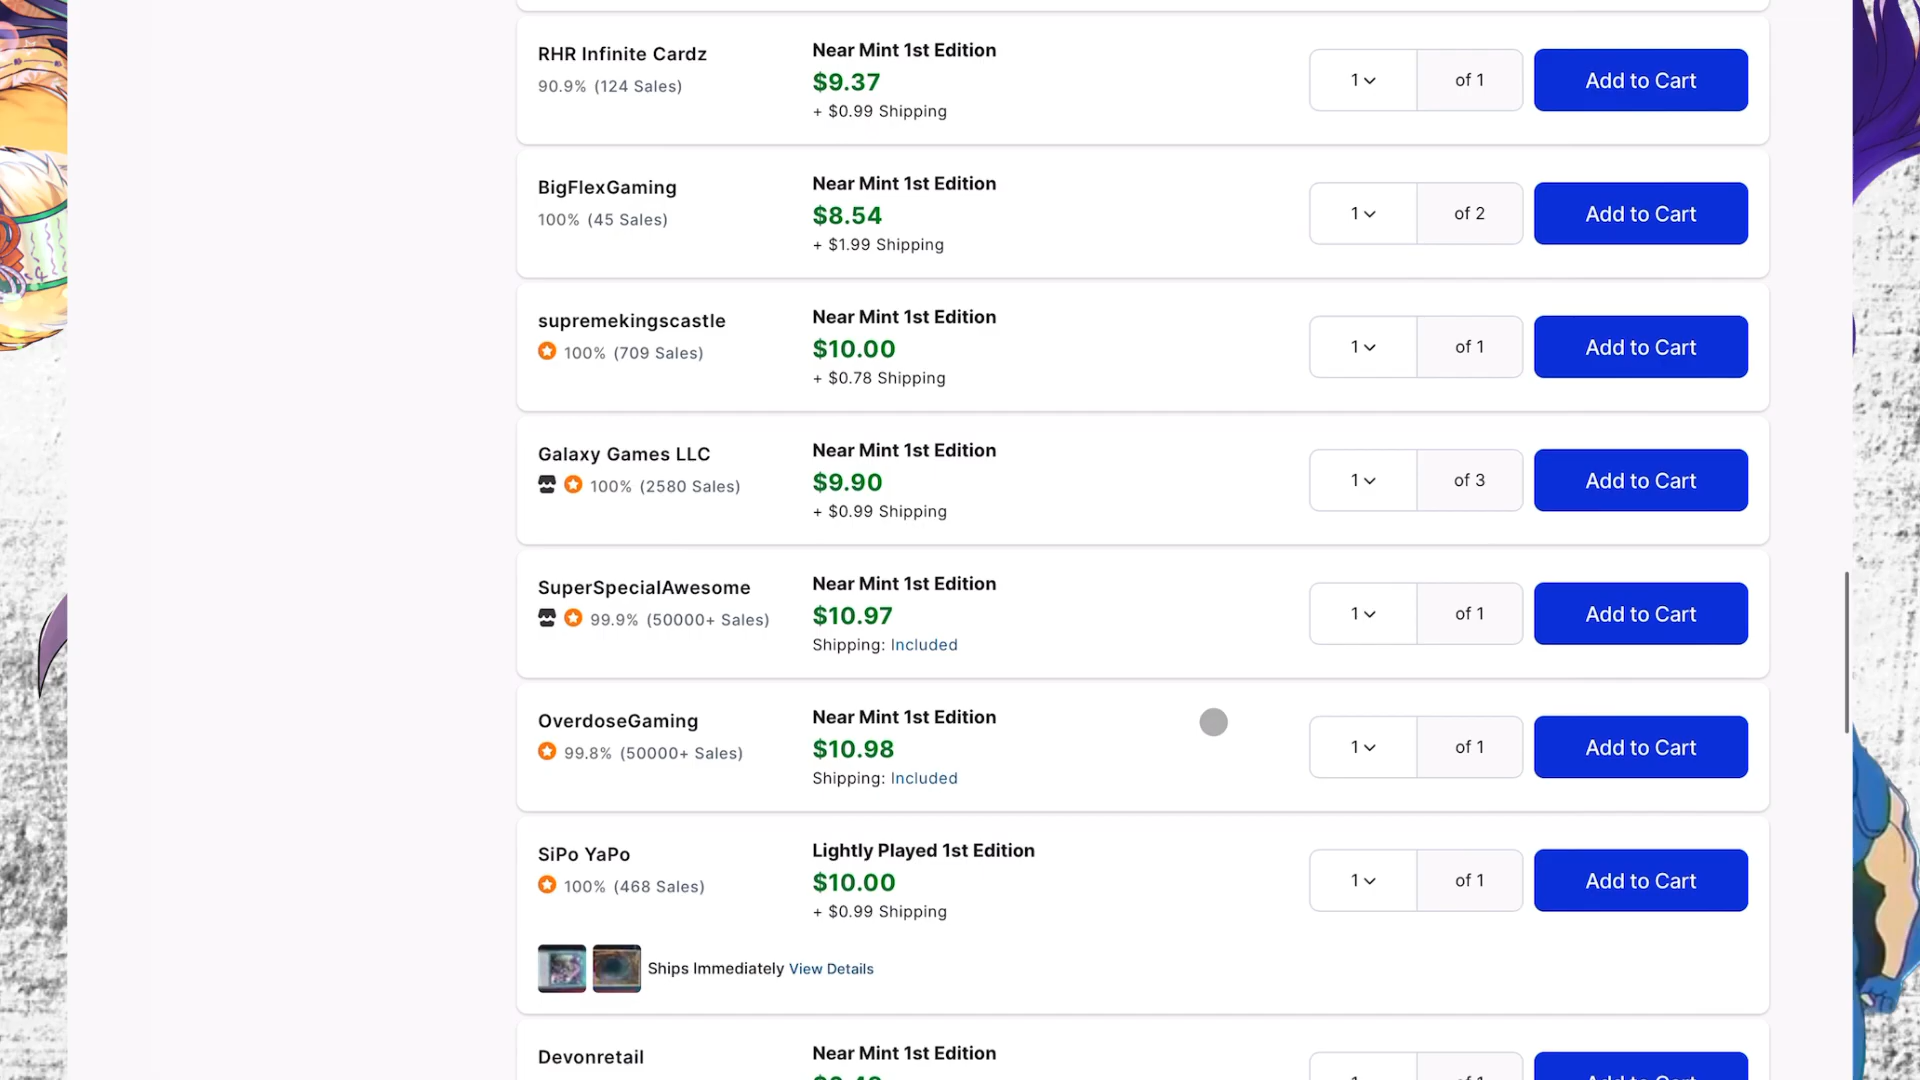 RHR Infinite Cardz
90.9% (124 Sales)
Near Mint 1st Edition
$9.37
+ $0.99 Shipping
1
of 1
Add to Cart
BigFlexGaming
100% (45 Sales)
Near Mint 1st Edition
$8.54
+ $1.99 Shipping
1
of 2
Add to Cart
supremekingscastle
100% (709 Sales)
Near Mint 1st Edition
$10.00
+ $0.78 Shipping
1
of 1
Add to Cart
Galaxy Games LLC
100% (2580 Sales)
Near Mint 1st Edition
$9.90
+ $0.99 Shipping
1
of 3
Add to Cart
SuperSpecialAwesome
99.9% (50000+ Sales)
Near Mint 1st Edition
$10.97
Shipping: Included
1
of 1
Add to Cart
OverdoseGaming
99.8% (50000+ Sales)
Near Mint 1st Edition
$10.98
Shipping: Included
1
of 1
Add to Cart
SiPo YaPo
100% (468 Sales)
Lightly Played 1st Edition
$10.00
+ $0.99 Shipping
1
of 1
Add to Cart
Ships Immediately View Details
Devonretail
Near Mint 1st Edition